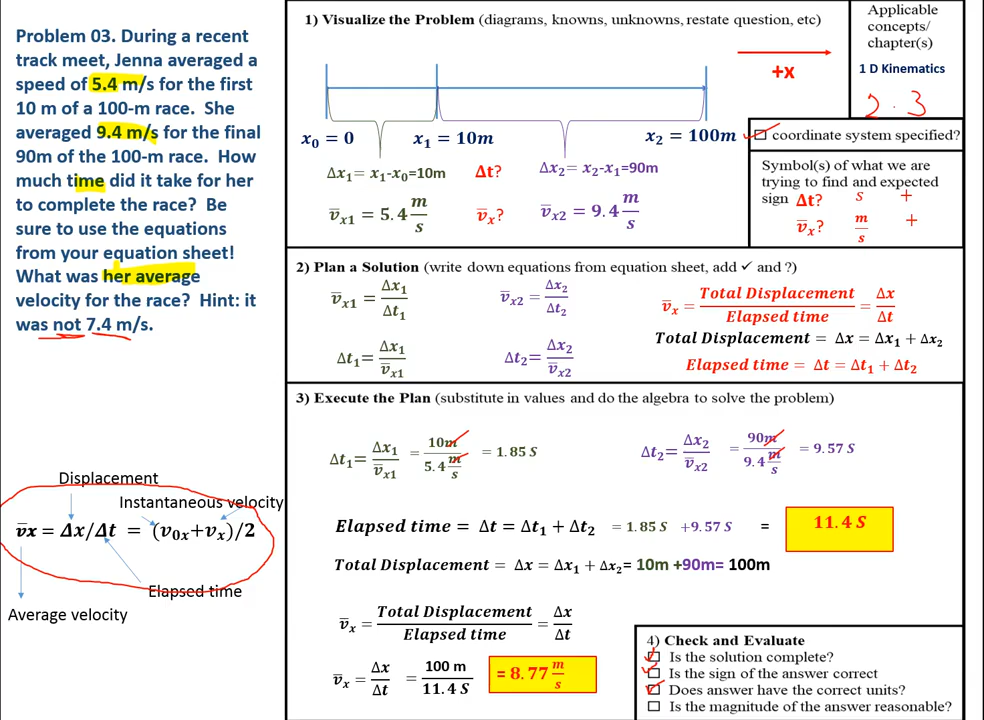 Problem 03. During a recent
track meet, Jenna averaged a
speed of 5.4 m/s for the first
10 m of a 100-m race. She
averaged 9.4 m/s for the final
90m of the 100-m race. How
much time did it take for her
to complete the race? Be
sure to use the equations
from your equation sheet!
What was her average
velocity for the race? Hint: it
was not 7.4 m/s.
Displacement
Instantaneous velocity
v̅x = Δx/Δt = (v₀ₓ+vₓ)/2
Elapsed time
Average velocity
1) Visualize the Problem (diagrams, knowns, unknowns, restate question, etc)
+x
x₀ = 0 x₁ = 10m x₂ = 100m
Δx₁= x₁-x₀=10m Δt? Δx₂= x₂-x₁=90m
v̅ₓ₁ = 5.4 m/s v̅ₓ? v̅ₓ₂ = 9.4 m/s
Applicable
concepts/
chapter(s)
1 D Kinematics
2.3
coordinate system specified?
Symbol(s) of what we are
trying to find and expected
sign Δt? s +
v̅ₓ? m/s +
2) Plan a Solution (write down equations from equation sheet, add ✓ and ?)
v̅ₓ₁ = Δx₁/Δt₁ v̅ₓ₂ = Δx₂/Δt₂ v̅ₓ = Total Displacement/Elapsed time = Δx/Δt
Total Displacement = Δx = Δx₁ + Δx₂
Δt₁= Δx₁/v̅ₓ₁ Δt₂= Δx₂/v̅ₓ₂ Elapsed time = Δt = Δt₁ + Δt₂
3) Execute the Plan (substitute in values and do the algebra to solve the problem)
Δt₁= Δx₁/v̅ₓ₁ = 10m/5.4 m/s = 1.85 S Δt₂= Δx₂/v̅ₓ₂ = 90m/9.4 m/s = 9.57 S
Elapsed time = Δt = Δt₁ + Δt₂ = 1.85 S +9.57 S = 11.4 S
Total Displacement = Δx = Δx₁ + Δx₂= 10m +90m= 100m
v̅ₓ = Total Displacement/Elapsed time = Δx/Δt
v̅ₓ = Δx/Δt = 100 m/11.4 S = 8.77 m/s
4) Check and Evaluate
Is the solution complete?
Is the sign of the answer correct
Does answer have the correct units?
Is the magnitude of the answer reasonable?